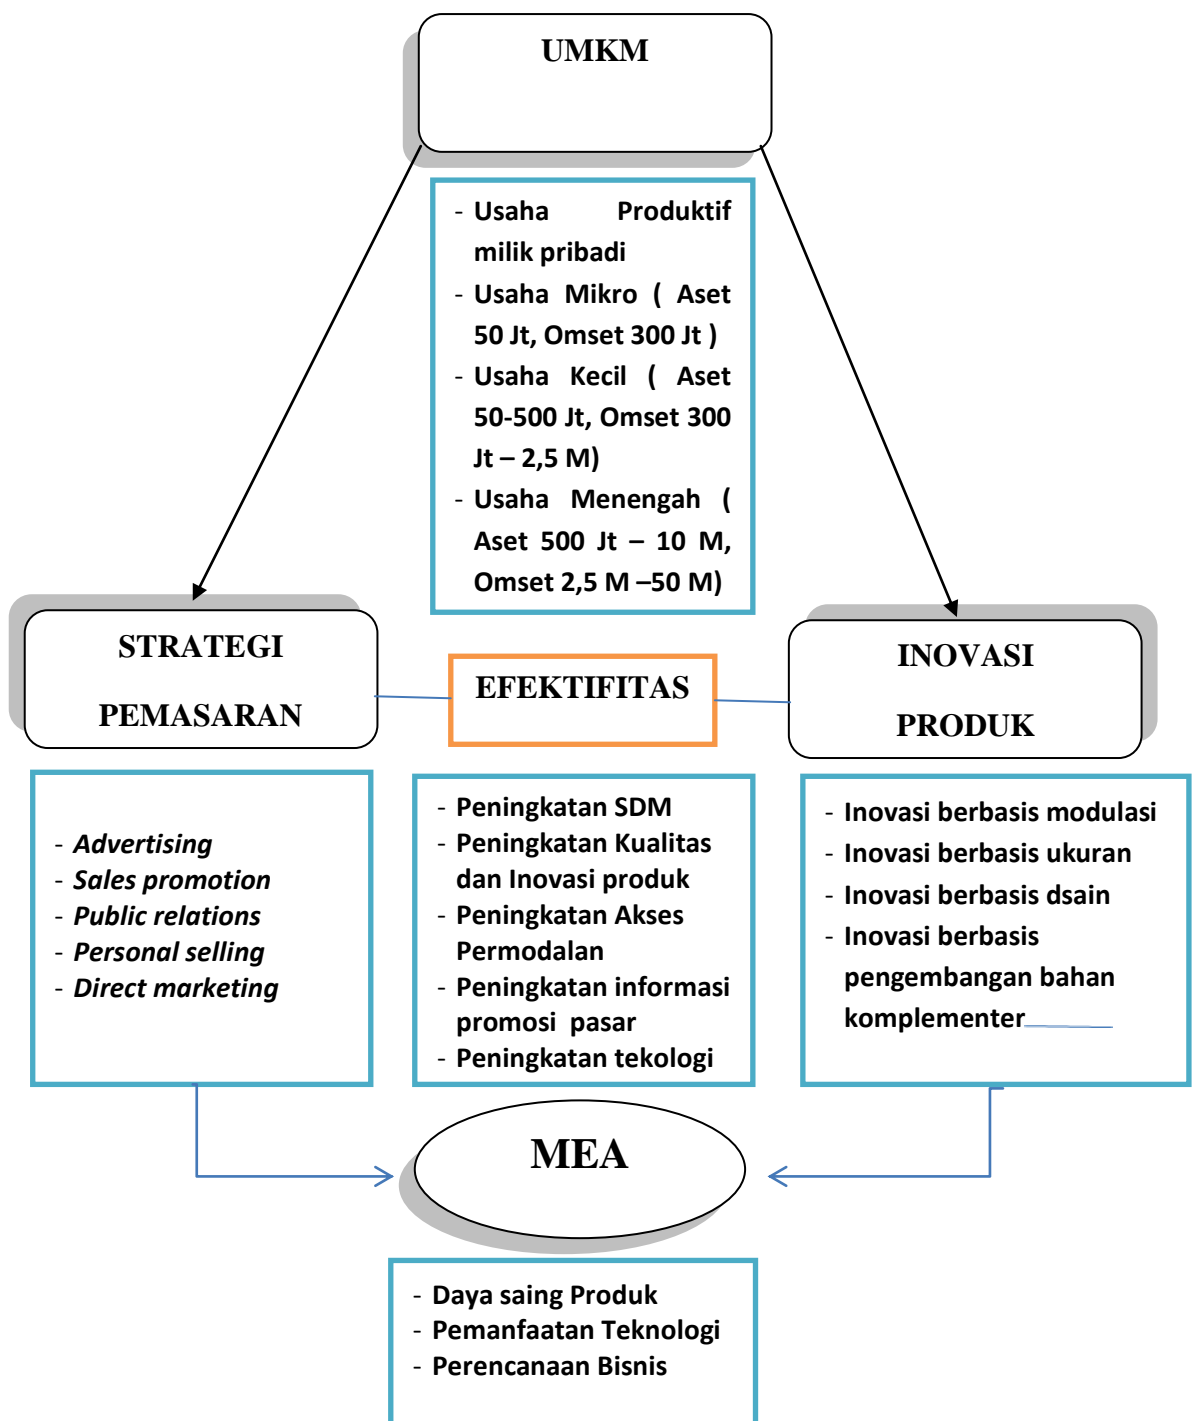 UMKM
- Usaha Produktif
milik pribadi
- Usaha Mikro ( Aset
50 Jt, Omset 300 Jt )
- Usaha Kecil ( Aset
50-500 Jt, Omset 300
Jt – 2,5 M)
- Usaha Menengah (
Aset 500 Jt – 10 M,
Omset 2,5 M –50 M)
STRATEGI
PEMASARAN
EFEKTIFITAS
INOVASI
PRODUK
- Advertising
- Sales promotion
- Public relations
- Personal selling
- Direct marketing
- Peningkatan SDM
- Peningkatan Kualitas
dan Inovasi produk
- Peningkatan Akses
Permodalan
- Peningkatan informasi
promosi pasar
- Peningkatan tekologi
- Inovasi berbasis modulasi
- Inovasi berbasis ukuran
- Inovasi berbasis dsain
- Inovasi berbasis
pengembangan bahan
komplementer
MEA
- Daya saing Produk
- Pemanfaatan Teknologi
- Perencanaan Bisnis